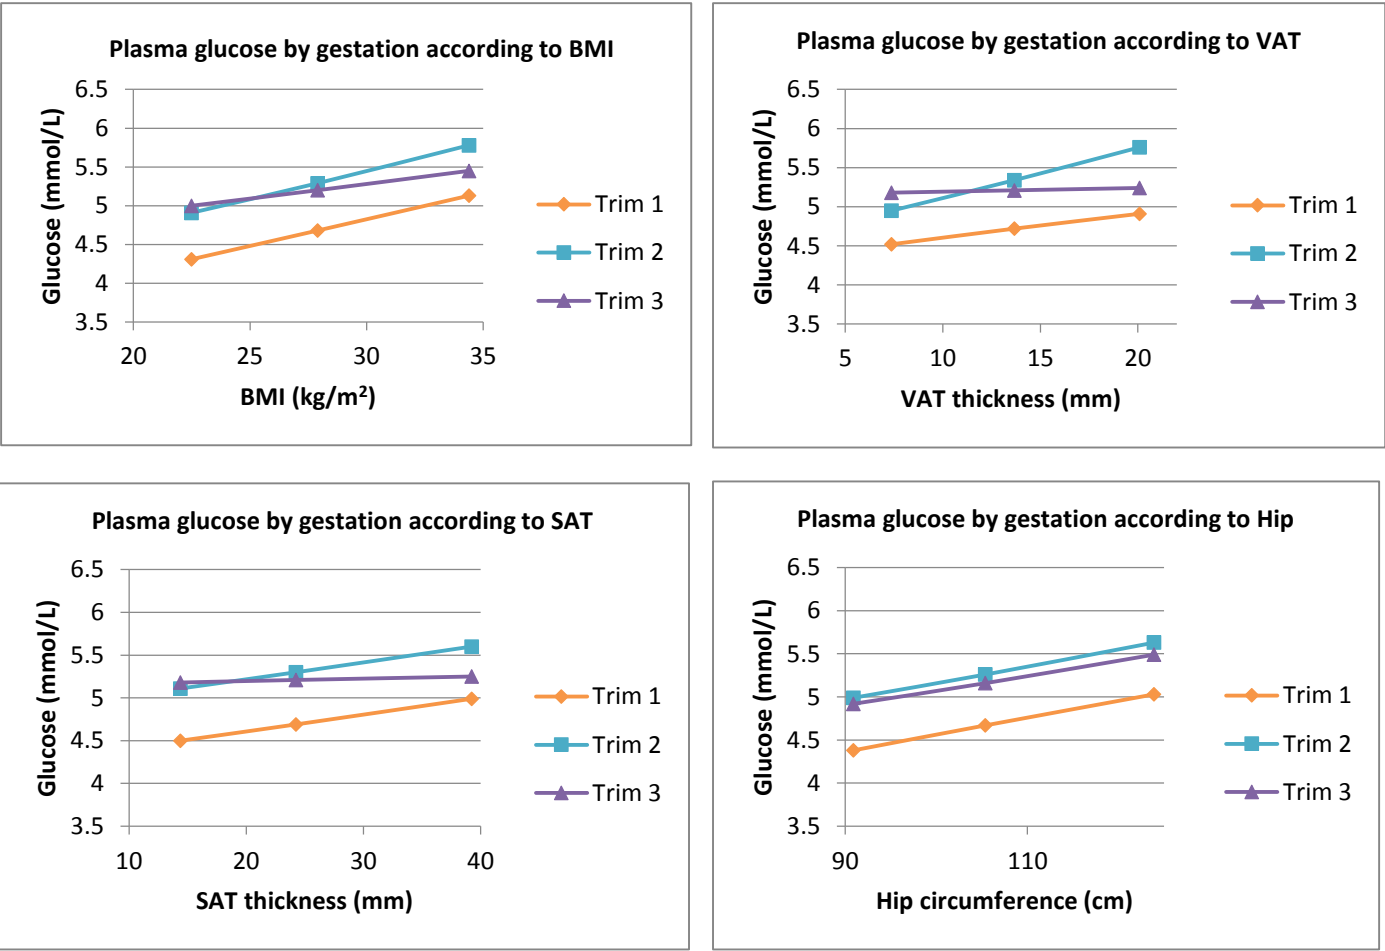 Plasma glucose by gestation according to BMI
Glucose (mmol/L)
6.5
6
5.5
5
4.5
4
3.5
20 25 30 35
BMI (kg/m²)
Trim 1
Trim 2
Trim 3
Plasma glucose by gestation according to VAT
Glucose (mmol/L)
6.5
6
5.5
5
4.5
4
3.5
5 10 15 20
VAT thickness (mm)
Trim 1
Trim 2
Trim 3
Plasma glucose by gestation according to SAT
Glucose (mmol/L)
6.5
6
5.5
5
4.5
4
3.5
10 20 30 40
SAT thickness (mm)
Trim 1
Trim 2
Trim 3
Plasma glucose by gestation according to Hip
Glucose (mmol/L)
6.5
6
5.5
5
4.5
4
3.5
90 110
Hip circumference (cm)
Trim 1
Trim 2
Trim 3